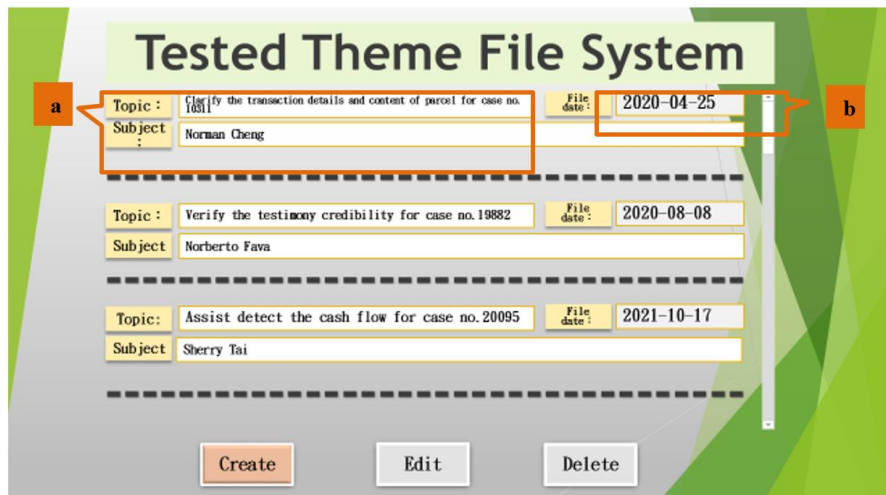 Tested Theme File System
a
Topic：
Clarify the transaction details and content of parcel for case no.
10311
File
date：
2020-04-25
b
Subject
：
Norman Cheng
Topic：
Verify the testimony credibility for case no.19882
File
date：
2020-08-08
Subject
Norberto Fava
Topic:
Assist detect the cash flow for case no.20095
File
date：
2021-10-17
Subject
Sherry Tai
Create
Edit
Delete